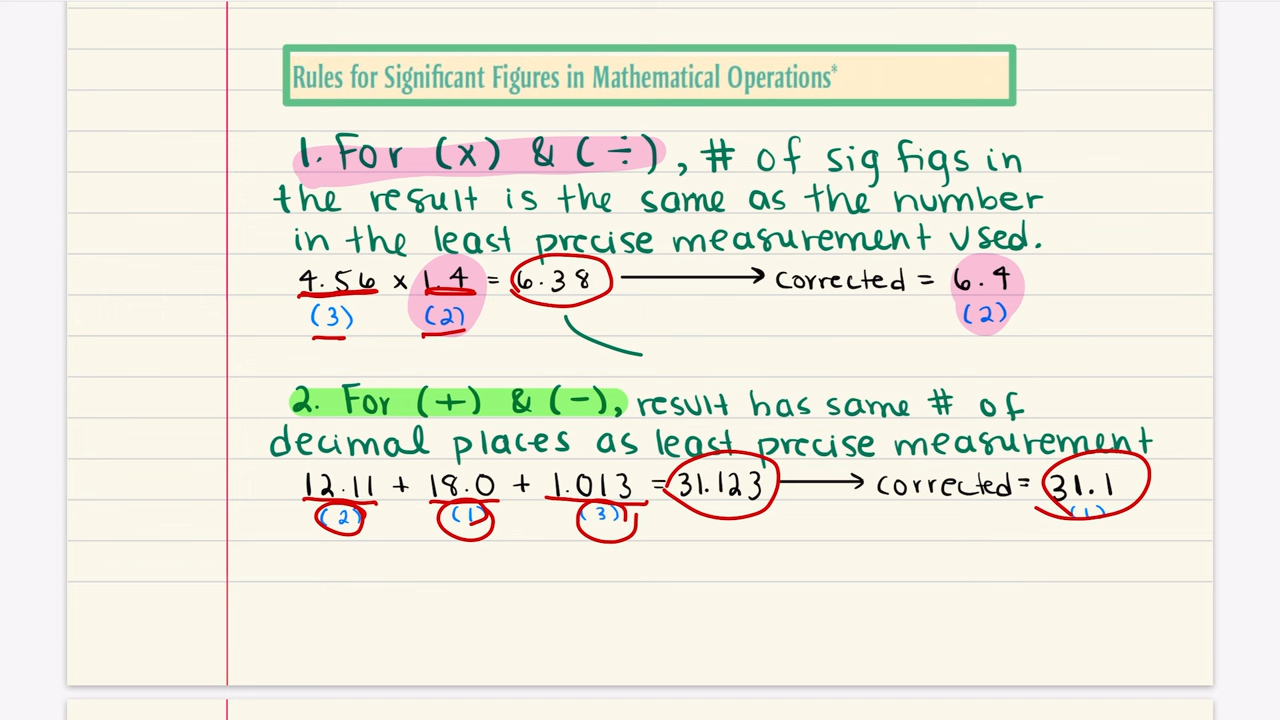 Rules for Significant Figures in Mathematical Operations*
1. For (x) & (÷), # of sig figs in
the result is the same as the number
in the least precise measurement used.
4.56 x 1.4 = 6.38 → corrected = 6.4
(3) (2) (2)
2. For (+) & (-), result has same # of
decimal places as least precise measurement
12.11 + 18.0 + 1.013 = 31.123 → corrected = 31.1
(2) (1) (3) (1)